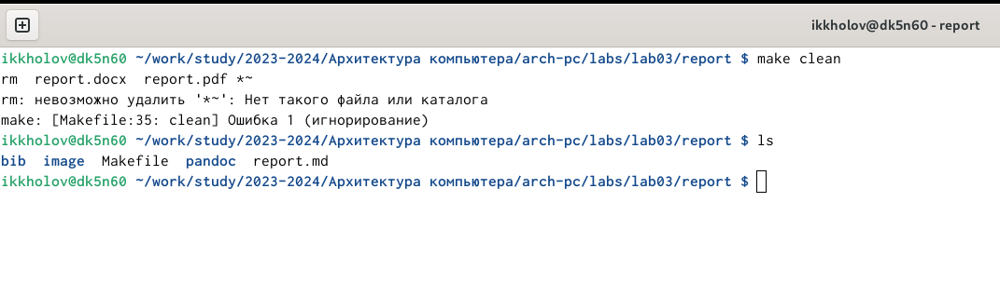 ikkholov@dk5n60 - report
ikkholov@dk5n60 ~/work/study/2023-2024/Архитектура компьютера/arch-pc/labs/lab03/report $ make clean
rm  report.docx  report.pdf *~
rm: невозможно удалить '*~': Нет такого файла или каталога
make: [Makefile:35: clean] Ошибка 1 (игнорирование)
ikkholov@dk5n60 ~/work/study/2023-2024/Архитектура компьютера/arch-pc/labs/lab03/report $ ls
bib  image  Makefile  pandoc  report.md
ikkholov@dk5n60 ~/work/study/2023-2024/Архитектура компьютера/arch-pc/labs/lab03/report $